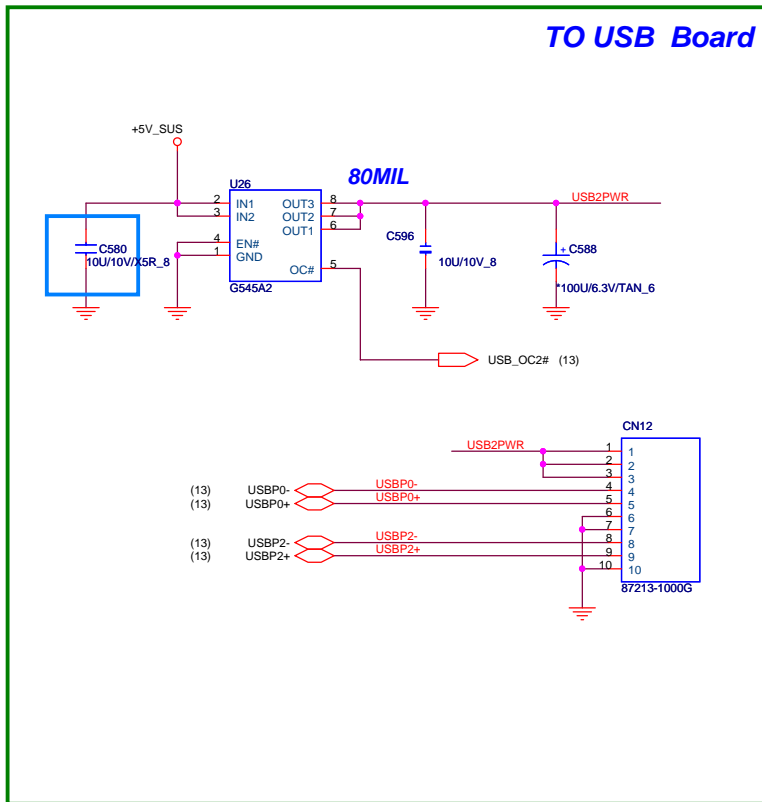 TO USB Board
+5V_SUS
U26
80MIL
2 IN1 OUT3 8 USB2PWR
3 IN2 OUT2 7
OUT1 6
4 EN#
1 GND
OC# 5
G545A2
C580
10U/10V/X5R_8
C596
10U/10V_8
+ C588
*100U/6.3V/TAN_6
USB_OC2# (13)
CN12
USB2PWR 1 1
2 2
3 3
(13) USBP0- USBP0- 4 4
(13) USBP0+ USBP0+ 5 5
6 6
7 7
(13) USBP2- USBP2- 8 8
(13) USBP2+ USBP2+ 9 9
10 10
87213-1000G